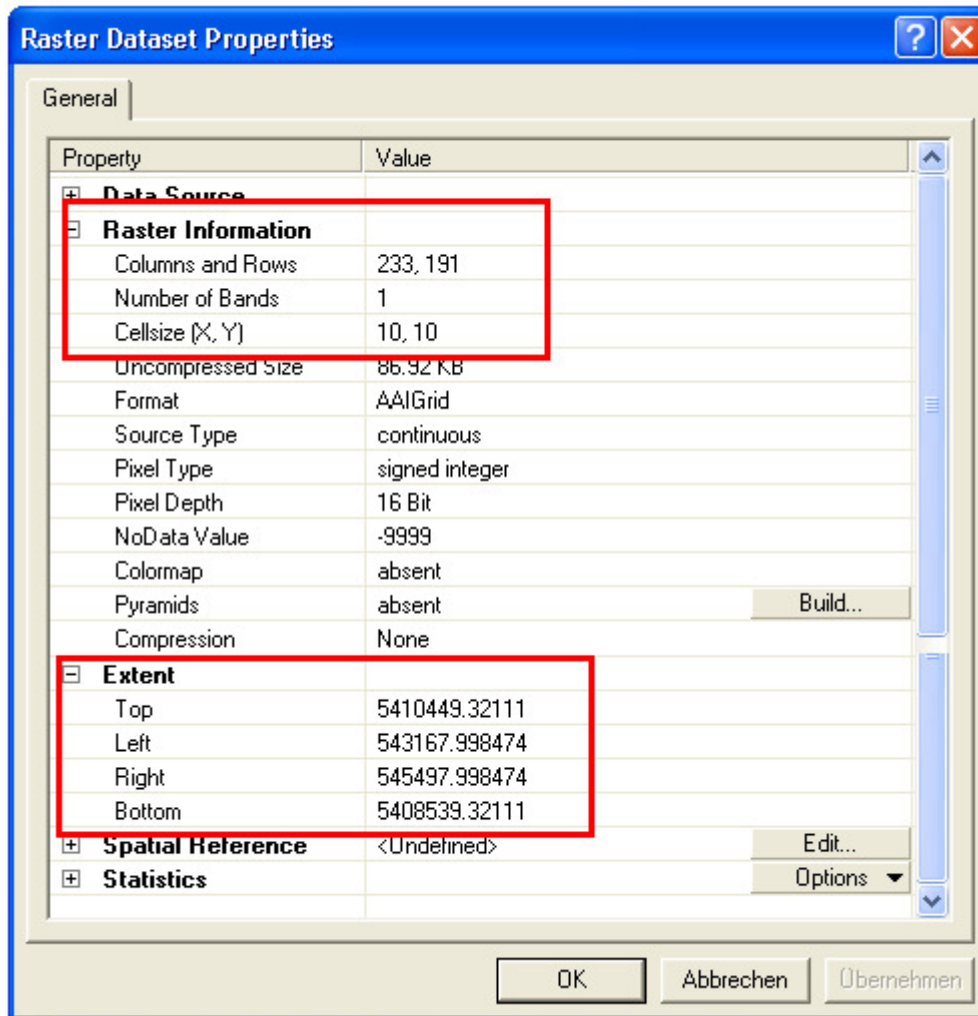 Raster Dataset Properties
General
Property Value
Data Source
Raster Information
Columns and Rows 233, 191
Number of Bands 1
Cellsize (X, Y) 10, 10
Uncompressed Size 86.92 KB
Format AAIGrid
Source Type continuous
Pixel Type signed integer
Pixel Depth 16 Bit
NoData Value -9999
Colormap absent
Pyramids absent Build...
Compression None
Extent
Top 5410449.32111
Left 543167.998474
Right 545497.998474
Bottom 5408539.32111
Spatial Reference <Undefined> Edit...
Statistics Options
OK Abbrechen Übernehmen